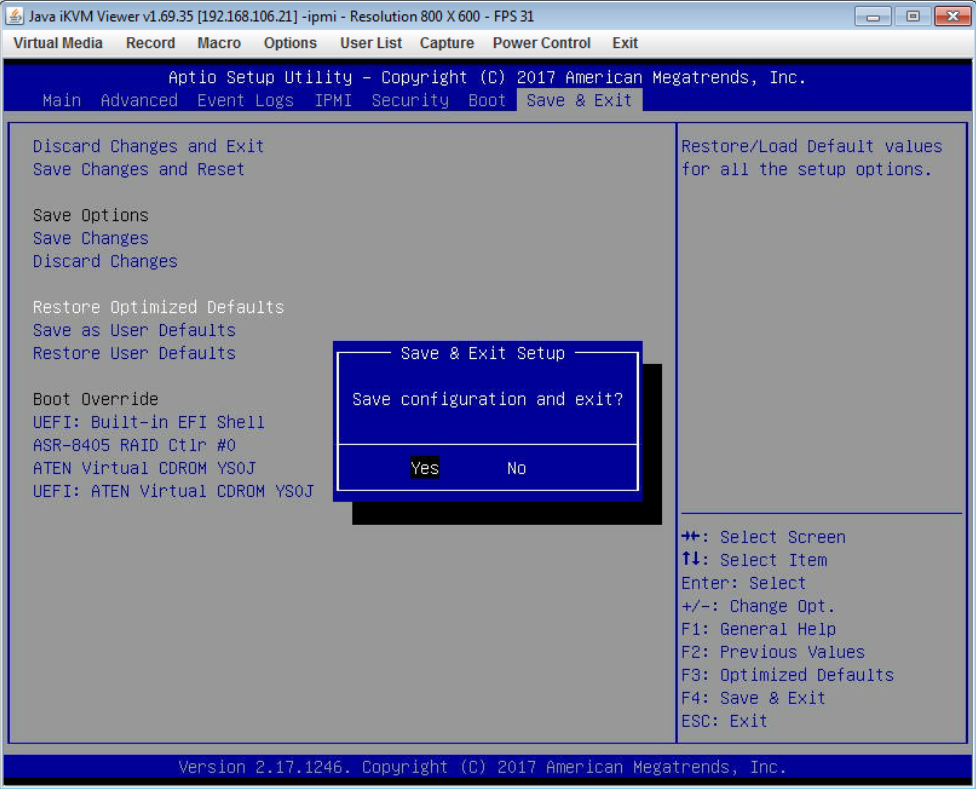 Java iKVM Viewer v1.69.35 [192.168.106.21] -ipmi - Resolution 800 X 600 - FPS 31
Virtual Media Record Macro Options User List Capture Power Control Exit
Aptio Setup Utility – Copyright (C) 2017 American Megatrends, Inc.
Main Advanced Event Logs IPMI Security Boot Save & Exit
Discard Changes and Exit
Save Changes and Reset
Save Options
Save Changes
Discard Changes
Restore Optimized Defaults
Save as User Defaults
Restore User Defaults
Boot Override
UEFI: Built-in EFI Shell
ASR-8405 RAID Ctlr #0
ATEN Virtual CDROM YS0J
UEFI: ATEN Virtual CDROM YS0J
Save & Exit Setup
Save configuration and exit?
Yes No
Restore/Load Default values
for all the setup options.
→←: Select Screen
↑↓: Select Item
Enter: Select
+/-: Change Opt.
F1: General Help
F2: Previous Values
F3: Optimized Defaults
F4: Save & Exit
ESC: Exit
Version 2.17.1246. Copyright (C) 2017 American Megatrends, Inc.